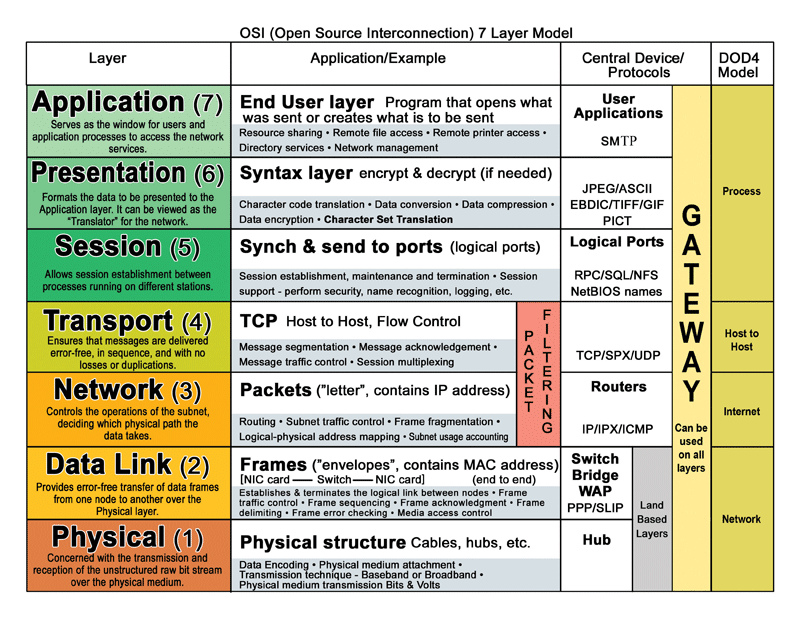 OSI (Open Source Interconnection) 7 Layer Model
Layer
Application/Example
Central Device/
Protocols
DOD4
Model
Application (7)
Serves as the window for users and
application processes to access the network
services.
End User layer Program that opens what
was sent or creates what is to be sent
Resource sharing • Remote file access • Remote printer access •
Directory services • Network management
User
Applications
SMTP
Presentation (6)
Formats the data to be presented to the
Application layer. It can be viewed as the
"Translator" for the network.
Syntax layer encrypt & decrypt (if needed)
Character code translation • Data conversion • Data compression •
Data encryption • Character Set Translation
JPEG/ASCII
EBDIC/TIFF/GIF
PICT
Session (5)
Allows session establishment between
processes running on different stations.
Synch & send to ports (logical ports)
Session establishment, maintenance and termination • Session
support - perform security, name recognition, logging, etc.
Logical Ports
RPC/SQL/NFS
NetBIOS names
Process
Transport (4)
Ensures that messages are delivered
error-free, in sequence, and with no
losses or duplications.
TCP Host to Host, Flow Control
Message segmentation • Message acknowledgement •
Message traffic control • Session multiplexing
TCP/SPX/UDP
Host to
Host
Network (3)
Controls the operations of the subnet,
deciding which physical path the
data takes.
Packets ("letter", contains IP address)
Routing • Subnet traffic control • Frame fragmentation •
Logical-physical address mapping • Subnet usage accounting
PACKET
FILTERING
Routers
IP/IPX/ICMP
Internet
Data Link (2)
Provides error-free transfer of data frames
from one node to another over the
Physical layer.
Frames ("envelopes", contains MAC address)
[NIC card —— Switch—— NIC card] (end to end)
Establishes & terminates the logical link between nodes • Frame
traffic control • Frame sequencing • Frame acknowledgment • Frame
delimiting • Frame error checking • Media access control
Switch
Bridge
WAP
PPP/SLIP
Physical (1)
Concerned with the transmission and
reception of the unstructured raw bit stream
over the physical medium.
Physical structure Cables, hubs, etc.
Data Encoding • Physical medium attachment •
Transmission technique - Baseband or Broadband •
Physical medium transmission Bits & Volts
Hub
Land
Based
Layers
GATEWAY
Can be
used
on all
layers
Network